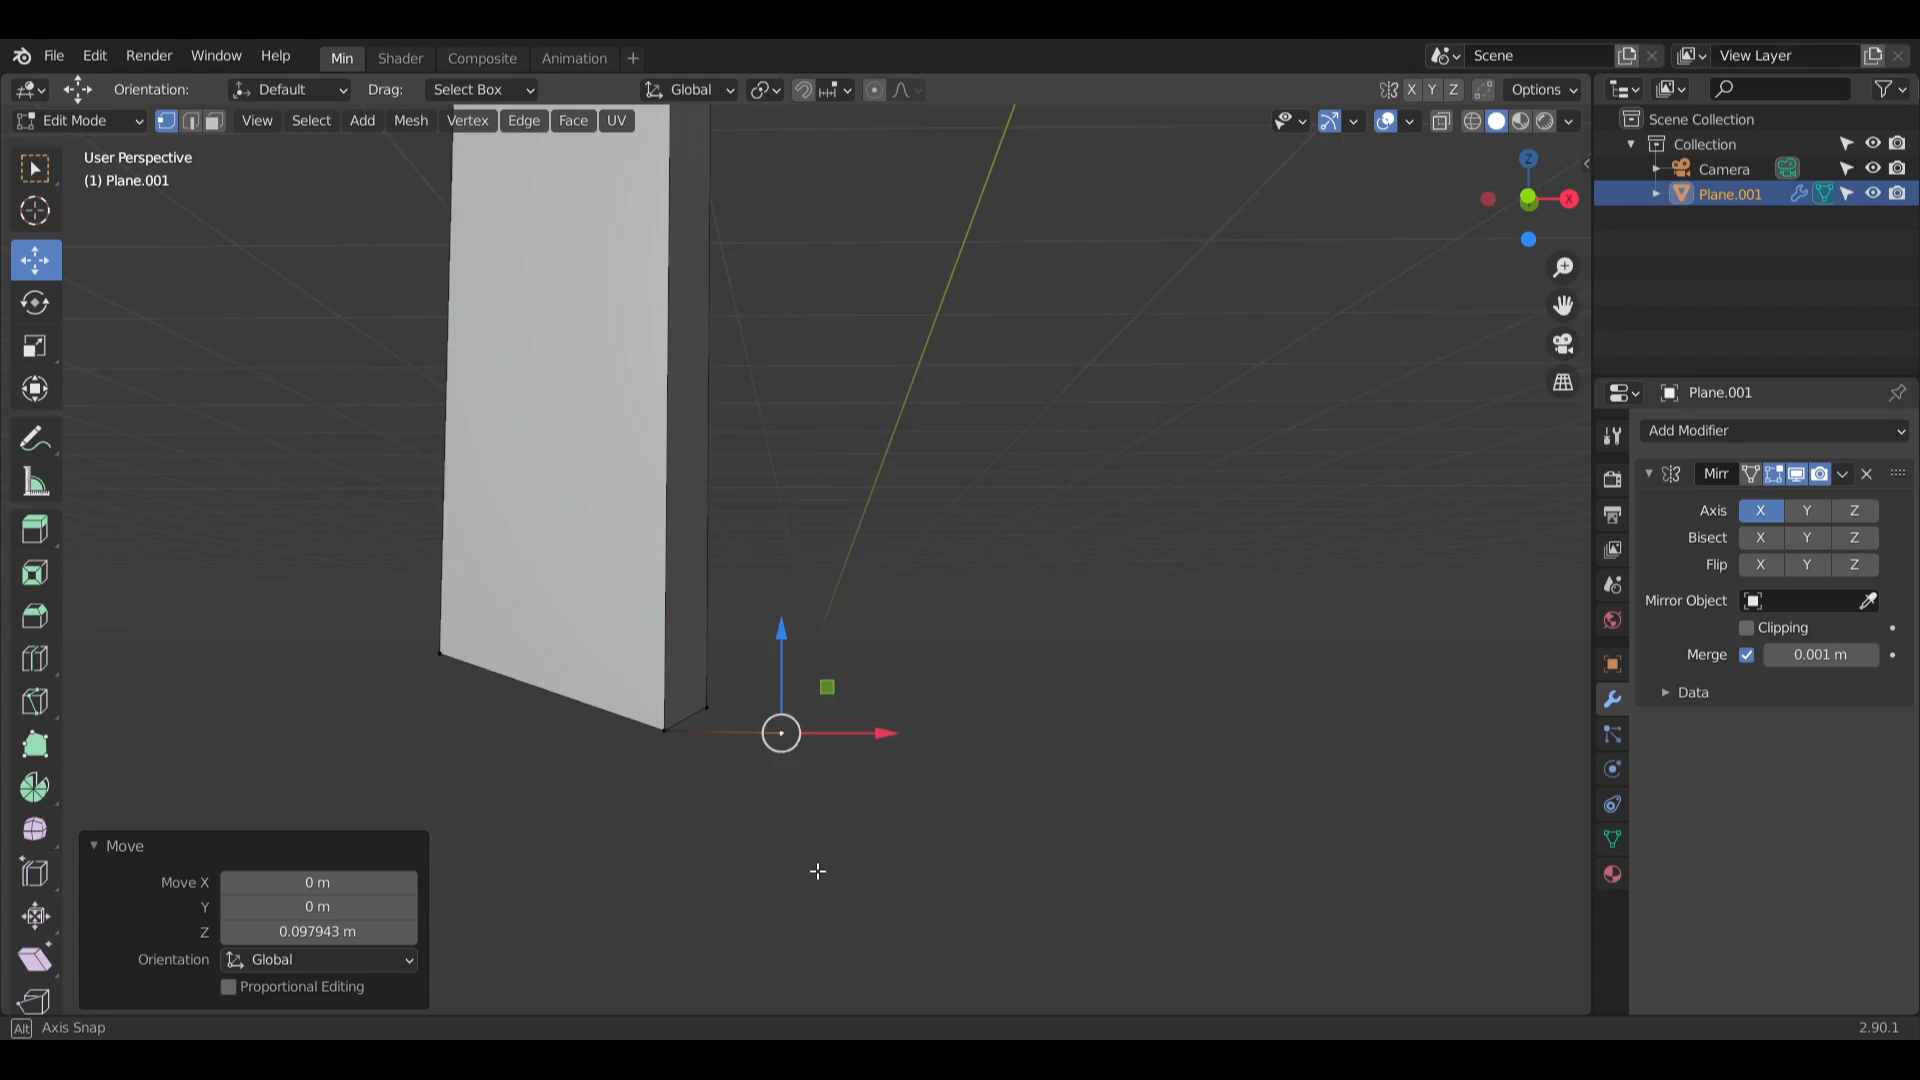 File Edit Render Window Help Min Shader Composite Animation Scene View Layer
Orientation: Default Drag: Select Box Global X Y Z Options
Edit Mode View Select Add Mesh Vertex Edge Face UV
Scene Collection
Collection
Camera
Plane.001
User Perspective
(1) Plane.001
Z
X
Plane.001
Add Modifier
Mirr
Axis X Y Z
Bisect X Y Z
Flip X Y Z
Mirror Object
Clipping
Merge 0.001 m
Data
Move
Move X 0 m
Y 0 m
Z 0.097943 m
Orientation Global
Proportional Editing
Alt Axis Snap
2.90.1